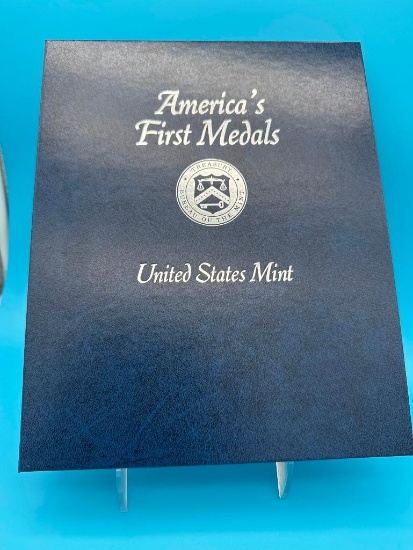 America's
First Medals
TREASURY
BUREAU OF THE MINT
United States Mint